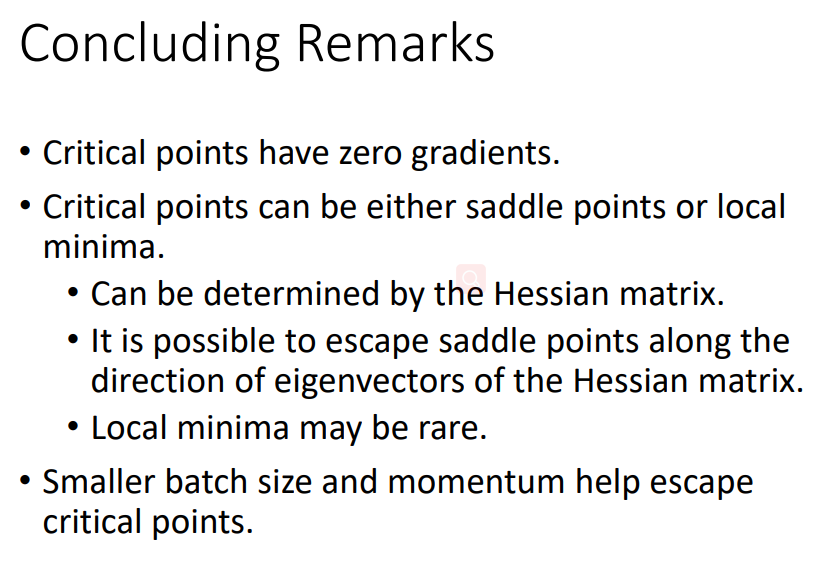 Concluding Remarks
• Critical points have zero gradients.
• Critical points can be either saddle points or local
minima.
• Can be determined by the Hessian matrix.
• It is possible to escape saddle points along the
direction of eigenvectors of the Hessian matrix.
• Local minima may be rare.
• Smaller batch size and momentum help escape
critical points.